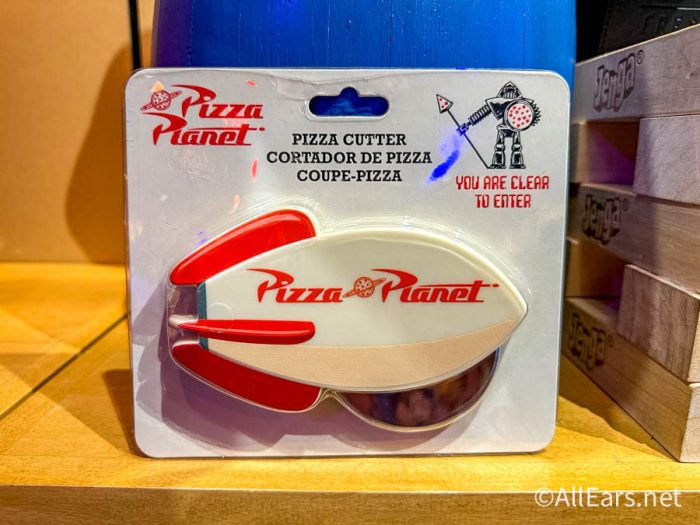 Pizza
Planet
PIZZA CUTTER
CORTADOR DE PIZZA
COUPE-PIZZA
YOU ARE CLEAR
TO ENTER
Pizza Planet
Jenga®
Jenga
Jenga
©AllEars.net